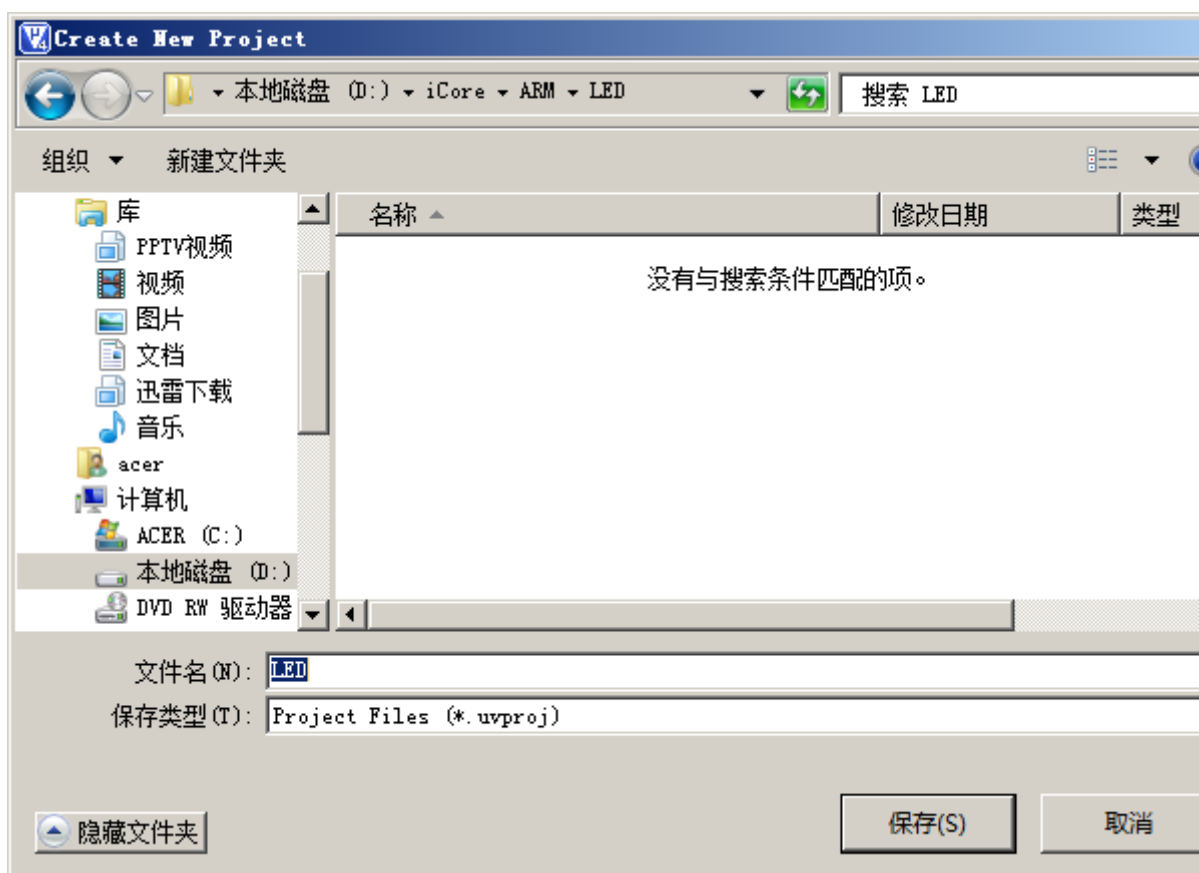 Create New Project
本地磁盘 (D:) iCore ARM LED
搜索 LED
组织 新建文件夹
名称 修改日期 类型
没有与搜索条件匹配的项。
库
PPTV视频
视频
图片
文档
迅雷下载
音乐
acer
计算机
ACER (C:)
本地磁盘 (D:)
DVD RW 驱动器
文件名(N): LED
保存类型(T): Project Files (*.uvproj)
隐藏文件夹 保存(S) 取消